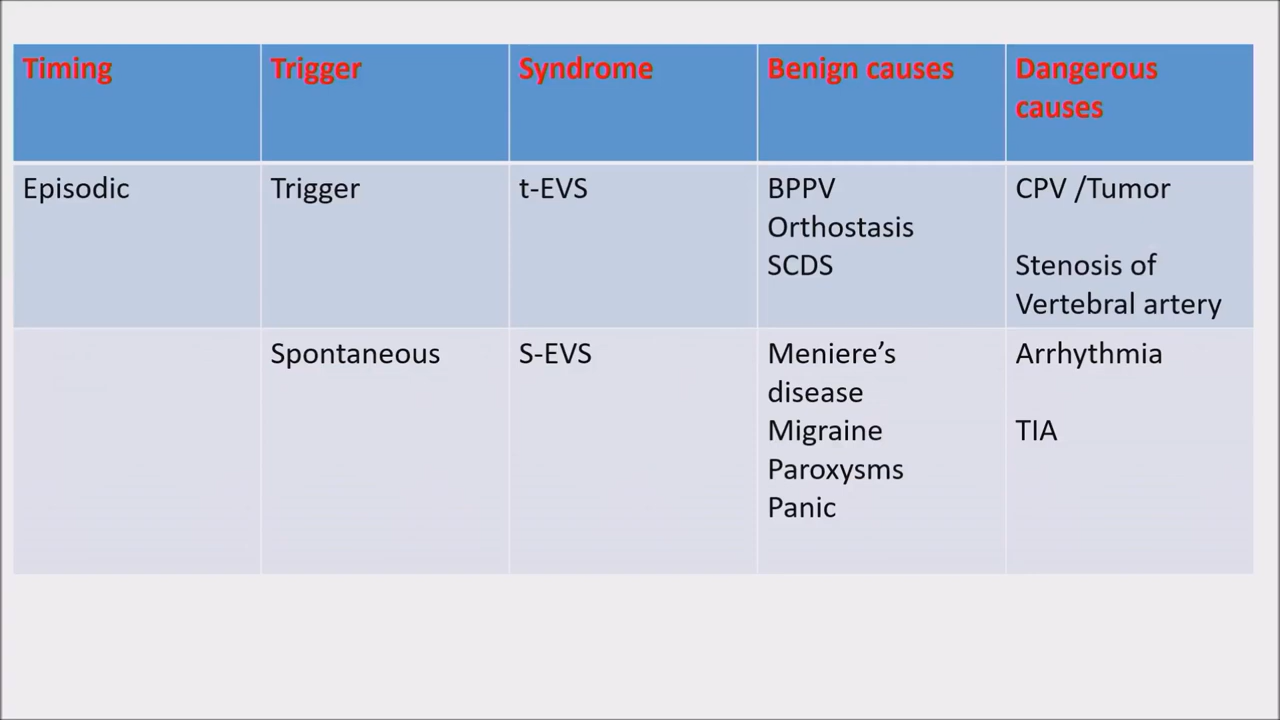 Timing
Trigger
Syndrome
Benign causes
Dangerous
causes
Episodic
Trigger
t-EVS
BPPV
Orthostasis
SCDS
CPV /Tumor
Stenosis of
Vertebral artery
Spontaneous
S-EVS
Meniere’s
disease
Migraine
Paroxysms
Panic
Arrhythmia
TIA